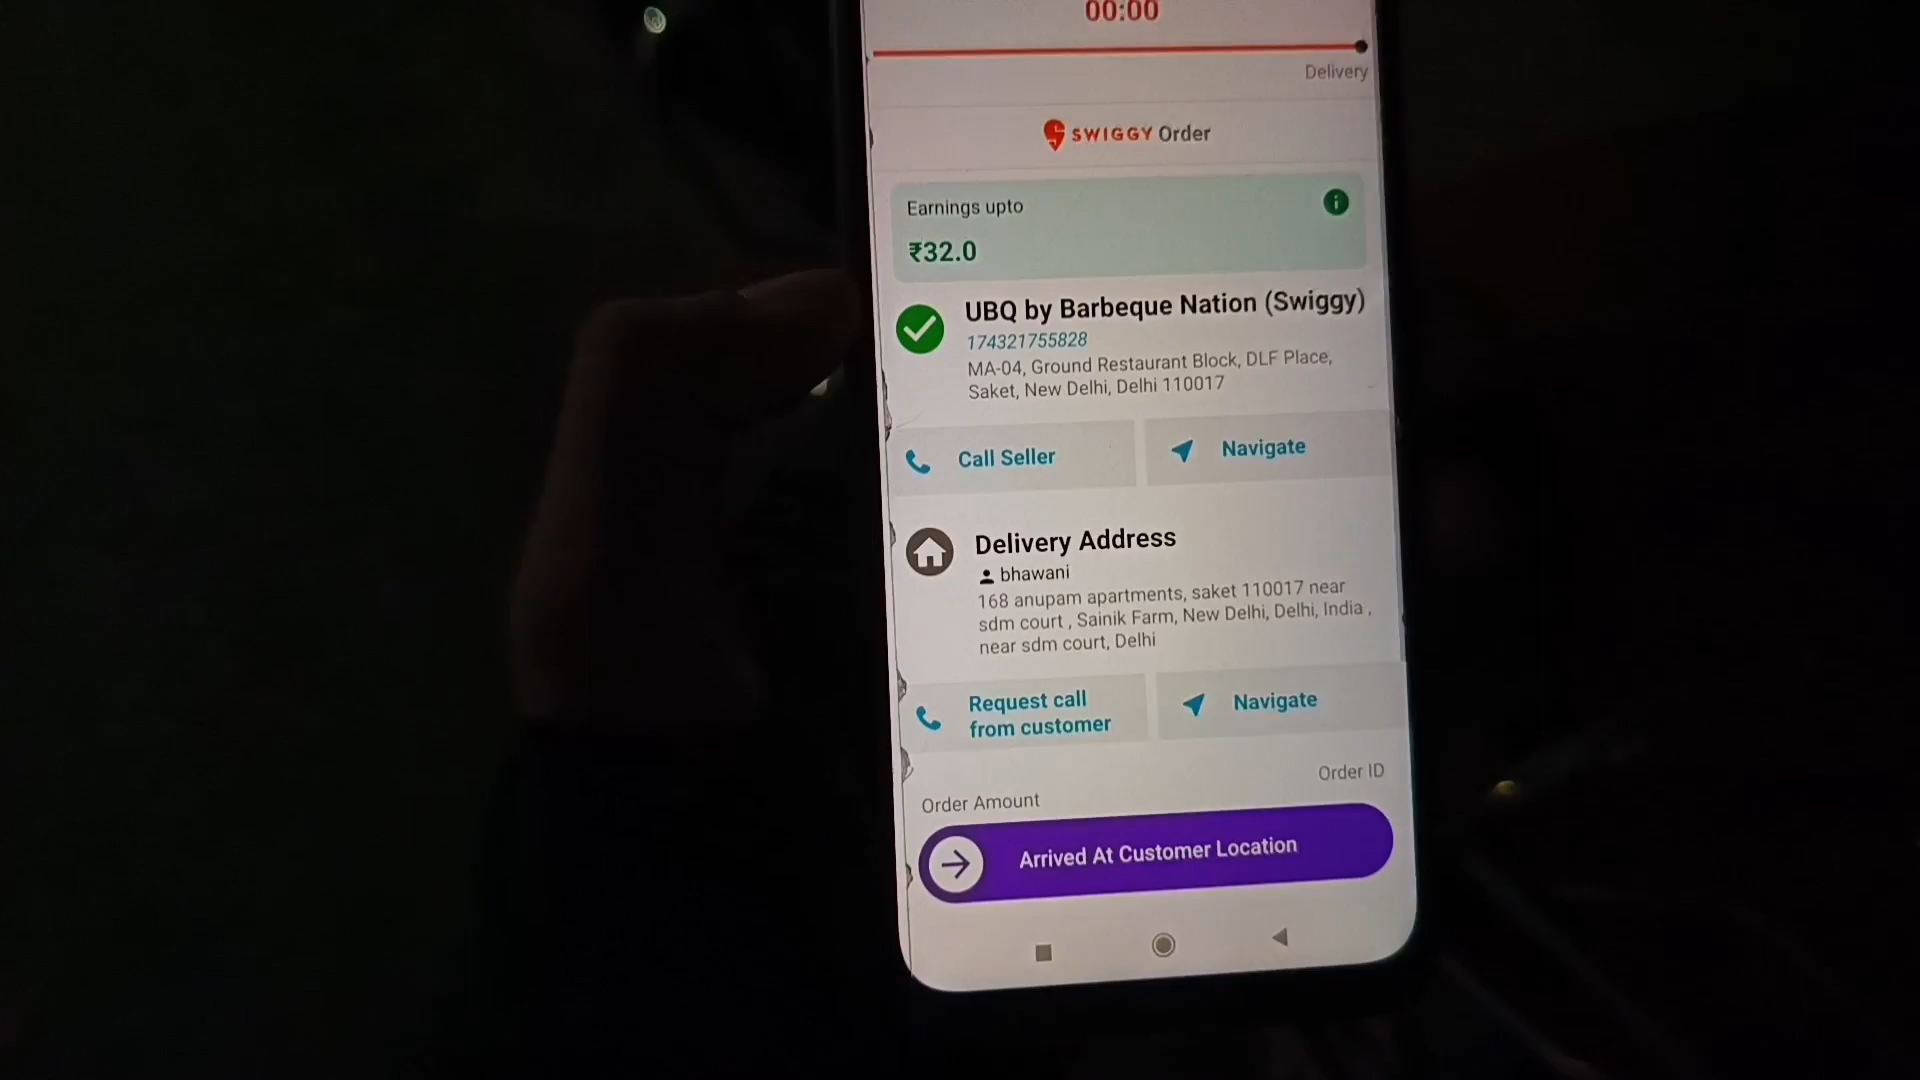 00:00
Delivery
SWIGGY Order
Earnings upto
₹32.0
UBQ by Barbeque Nation (Swiggy)
174321755828
MA-04, Ground Restaurant Block, DLF Place,
Saket, New Delhi, Delhi 110017
Call Seller
Navigate
Delivery Address
bhawani
168 anupam apartments, saket 110017 near
sdm court , Sainik Farm, New Delhi, Delhi, India ,
near sdm court, Delhi
Request call
from customer
Navigate
Order Amount
Order ID
Arrived At Customer Location